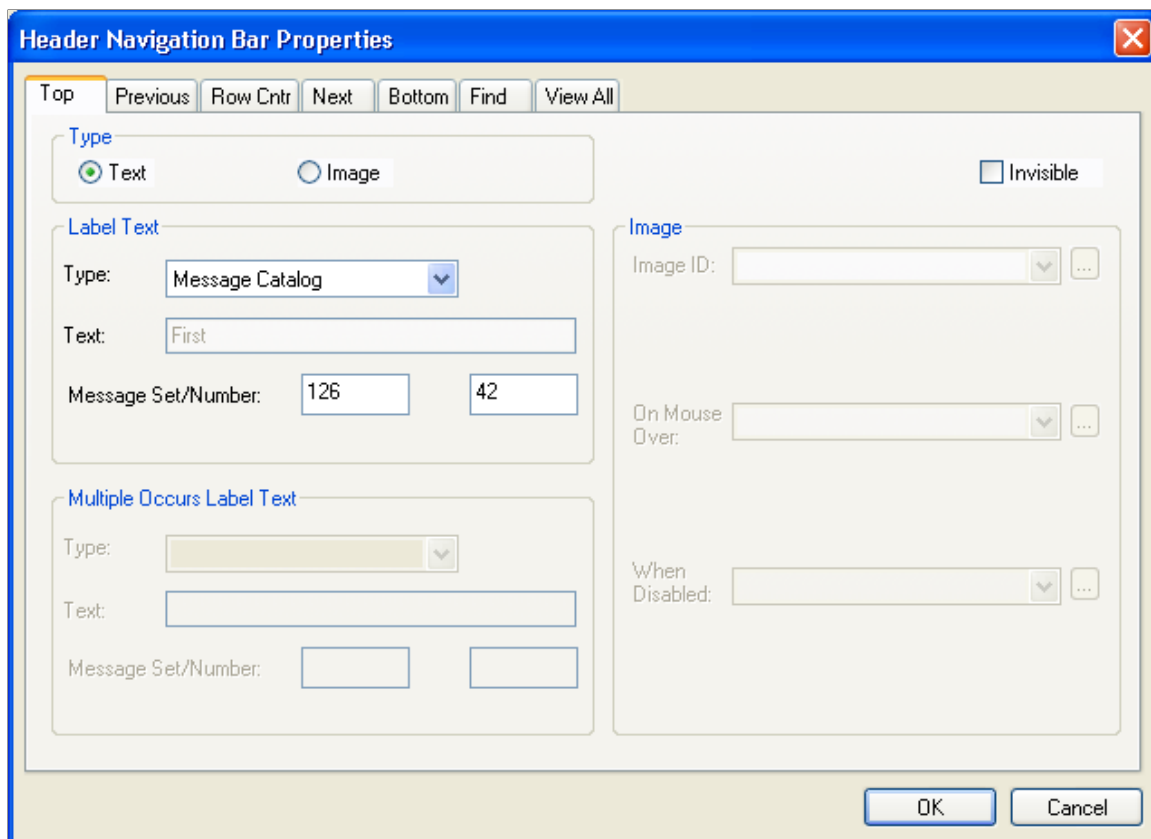 Header Navigation Bar Properties
Top Previous Row Cntr Next Bottom Find View All
Type
Text Image
Invisible
Label Text
Type: Message Catalog
Text: First
Message Set/Number: 126 42
Multiple Occurs Label Text
Type:
Text:
Message Set/Number:
Image
Image ID: ...
On Mouse
Over: ...
When
Disabled: ...
OK Cancel